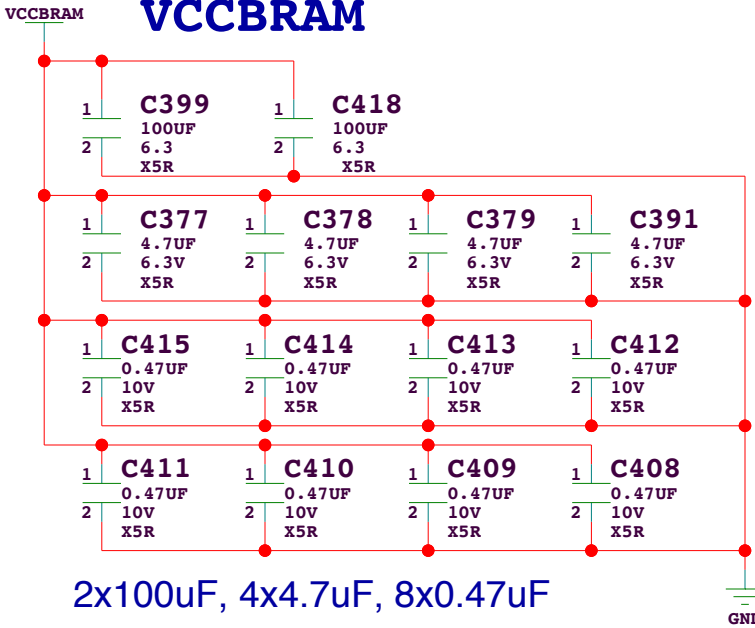 VCCBRAM
VCCBRAM
1 C399 1 C418
100UF 100UF
2 6.3 2 6.3
X5R X5R
1 C377 1 C378 1 C379 1 C391
4.7UF 4.7UF 4.7UF 4.7UF
2 6.3V 2 6.3V 2 6.3V 2 6.3V
X5R X5R X5R X5R
1 C415 1 C414 1 C413 1 C412
0.47UF 0.47UF 0.47UF 0.47UF
2 10V 2 10V 2 10V 2 10V
X5R X5R X5R X5R
1 C411 1 C410 1 C409 1 C408
0.47UF 0.47UF 0.47UF 0.47UF
2 10V 2 10V 2 10V 2 10V
X5R X5R X5R X5R
2x100uF, 4x4.7uF, 8x0.47uF